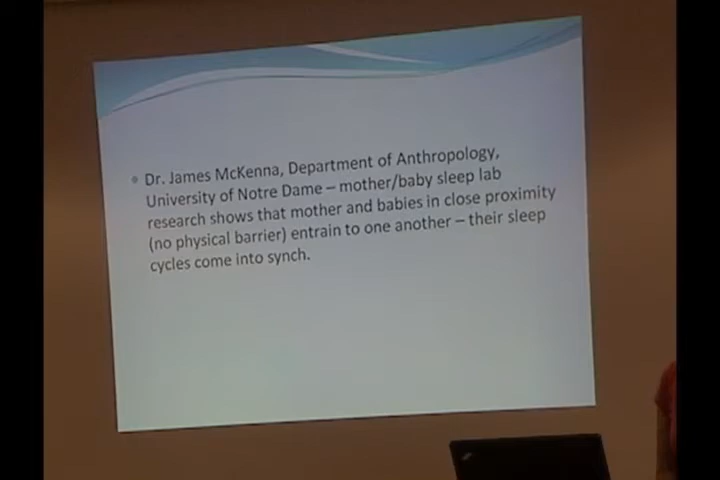 Dr. James McKenna, Department of Anthropology,
University of Notre Dame – mother/baby sleep lab
research shows that mother and babies in close proximity
(no physical barrier) entrain to one another – their sleep
cycles come into synch.